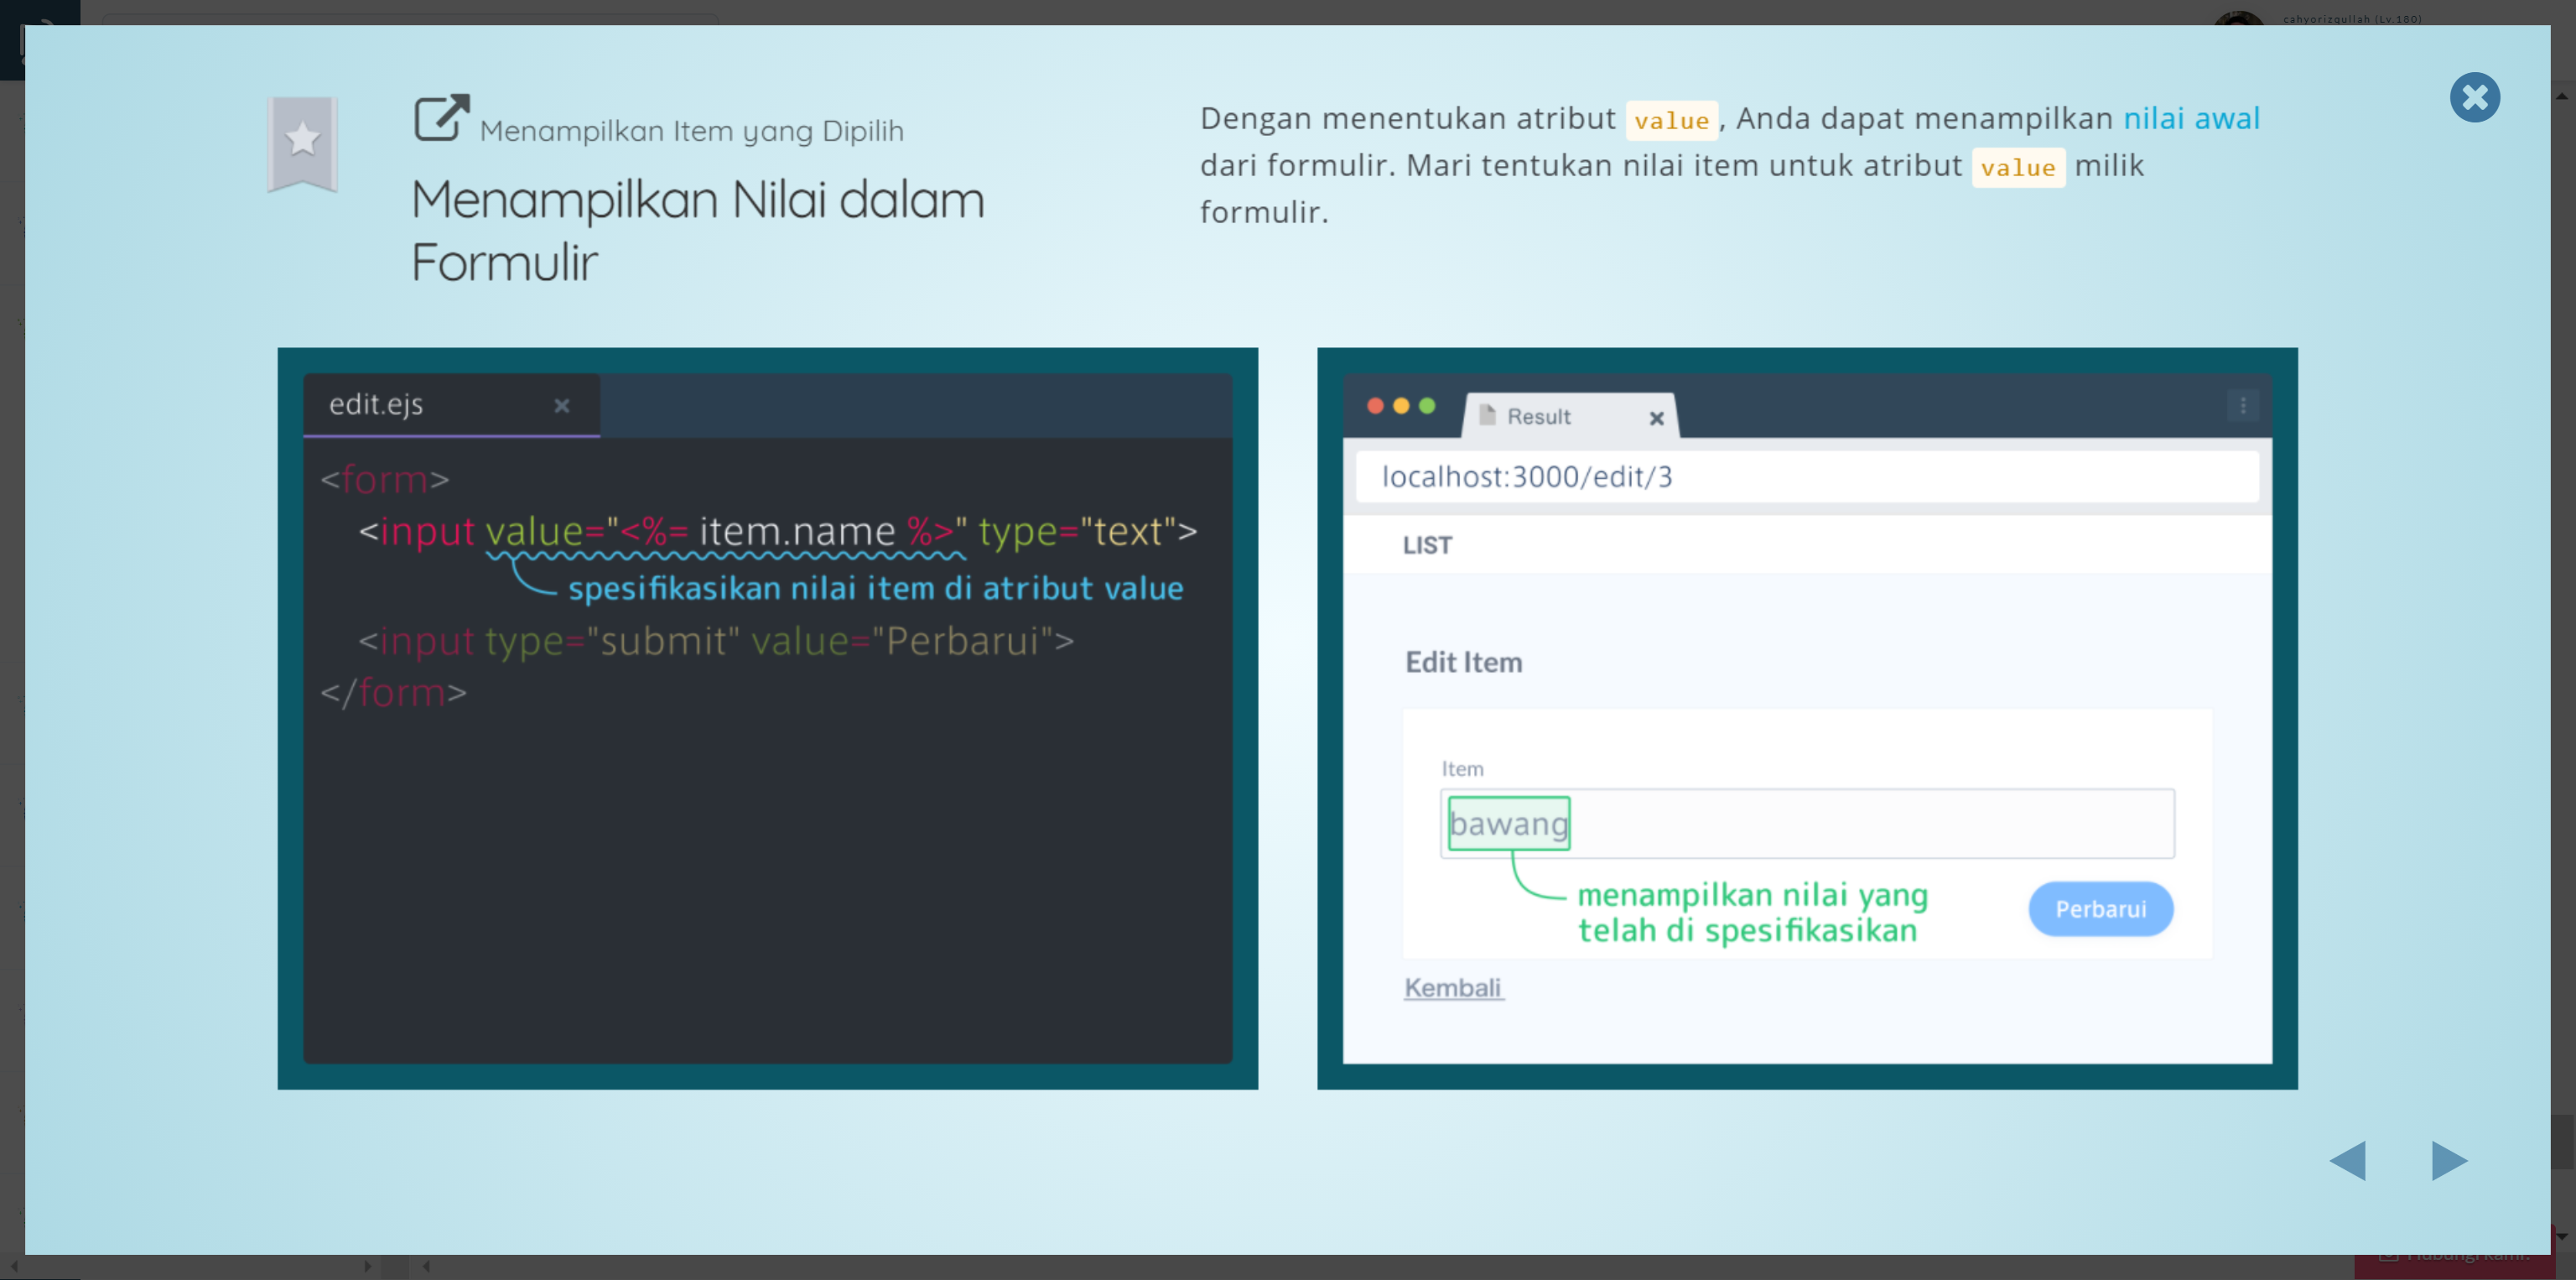 cahyorizqullah (Lv.180)
Menampilkan Item yang Dipilih
Menampilkan Nilai dalam
Formulir
Dengan menentukan atribut value, Anda dapat menampilkan nilai awal
dari formulir. Mari tentukan nilai item untuk atribut value milik
formulir.
edit.ejs
<form>
<input value="<%= item.name %>" type="text">
spesifikasikan nilai item di atribut value
<input type="submit" value="Perbarui">
</form>
Result
localhost:3000/edit/3
LIST
Edit Item
Item
bawang
menampilkan nilai yang
telah di spesifikasikan
Perbarui
Kembali